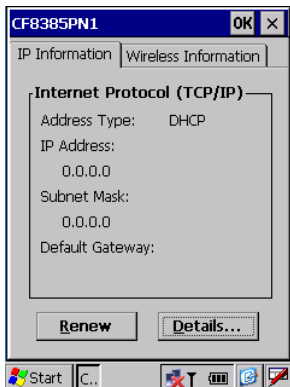 CF8385PN1 OK ×
IP Information Wireless Information
Internet Protocol (TCP/IP)
Address Type: DHCP
IP Address:
0.0.0.0
Subnet Mask:
0.0.0.0
Default Gateway:
Renew Details...
Start C..